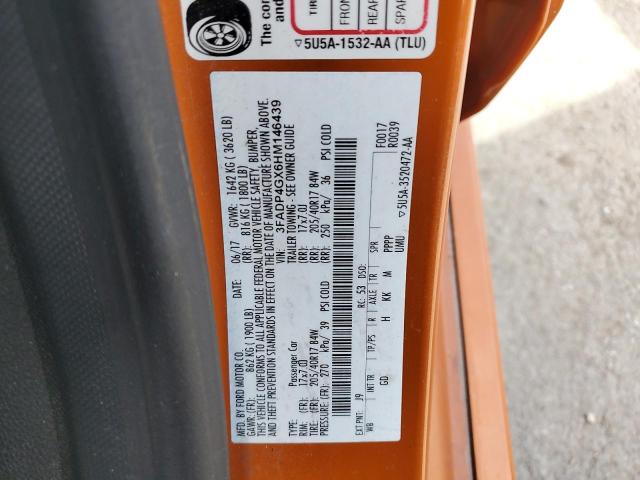 The con
and
TIRE
FRON
REAR
SPAR
▽5U5A-1532-AA (TLU)
MFD. BY FORD MOTOR CO.
DATE: 06/17 GVWR: 1642 KG ( 3620 LB)
GAWR: (FR): 862 KG ( 1900 LB) (RR): 816 KG ( 1800 LB)
THIS VEHICLE CONFORMS TO ALL APPLICABLE FEDERAL MOTOR VEHICLE SAFETY, BUMPER,
AND THEFT PREVENTION STANDARDS IN EFFECT ON THE DATE OF MANUFACTURE SHOWN ABOVE.
VIN: 3FADP4GX6HM146439
TYPE: Passenger Car TRAILER TOWING - SEE OWNER GUIDE
RIM: (FR): 17x7.0J (RR): 17x7.0J
TIRE: (FR): 205/40R17 84W (RR): 205/40R17 84W
PRESSURE: (FR): 270 kPa/ 39 PSI COLD (RR): 250 kPa/ 36 PSI COLD
EXT PNT: J9 RC: 53 DSO: F0017
WB INT TR TP/PS R AXLE TR SPR R0039
GD H KK M PPPP
UMU ▽5U5A-3520472-AA